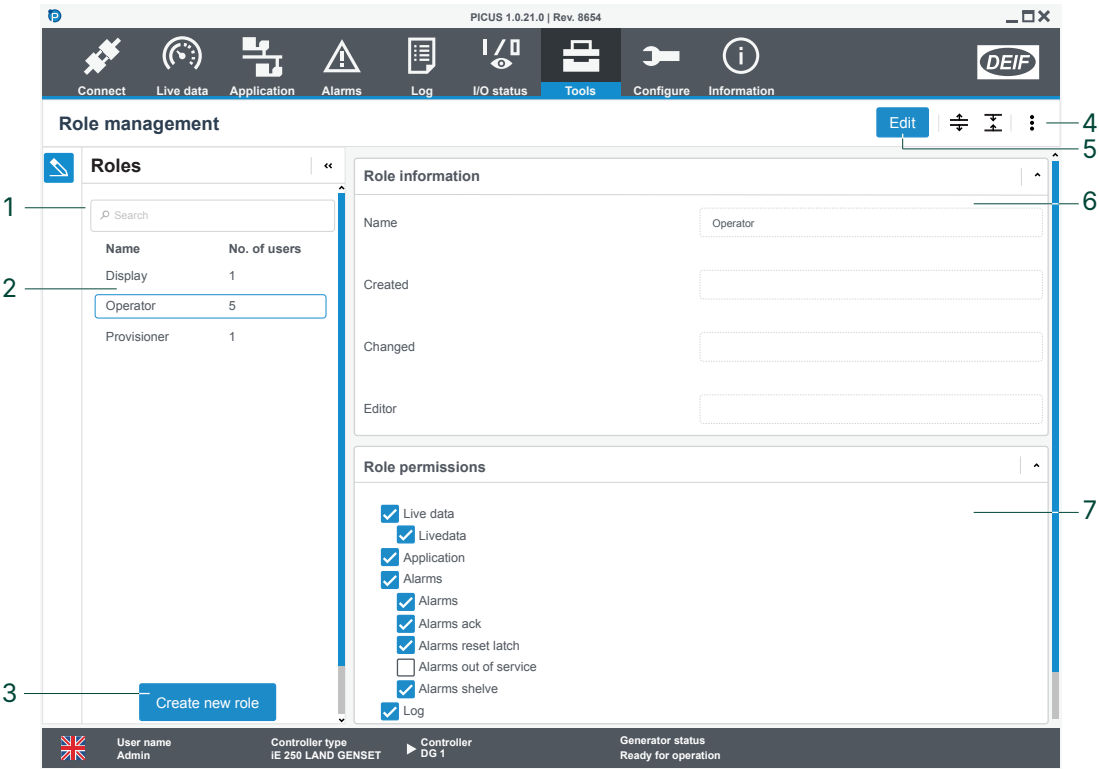 PICUS 1.0.21.0 | Rev. 8654
Connect Live data Application Alarms Log I/O status Tools Configure Information DEIF
Role management Edit 4
5
Roles «
Role information
1 Search
6
Name Operator
Name No. of users
Display 1
2
Operator 5
Created
Provisioner 1
Changed
Editor
Role permissions
Live data 7
Livedata
Application
Alarms
Alarms
Alarms ack
Alarms reset latch
Alarms out of service
Alarms shelve
3 Create new role
Log
User name Controller type Controller Generator status
Admin iE 250 LAND GENSET DG 1 Ready for operation